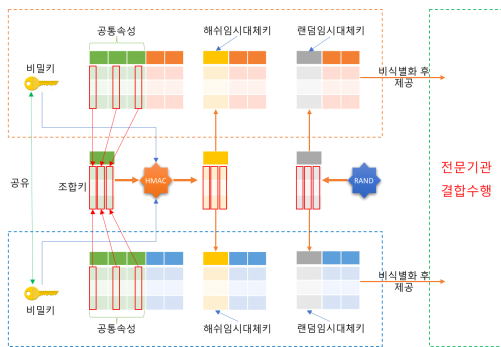 공통속성
해쉬임시대체키
랜덤임시대체키
비밀키
비식별화 후
제공
공유
조합키
HMAC
RAND
전문기관
결합수행
비밀키
공통속성
해쉬임시대체키
랜덤임시대체키
비식별화 후
제공